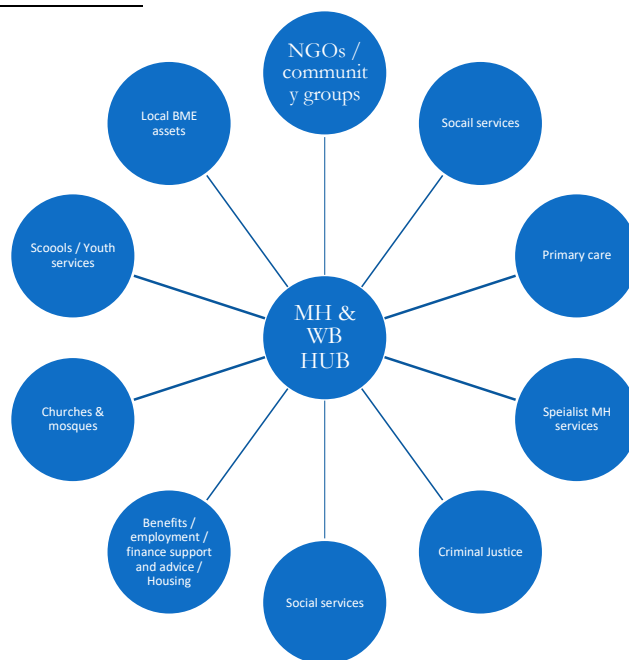 NGOs /
communit
y groups
Local BME
assets
Socail services
Scoools / Youth
services
Primary care
MH &
WB
HUB
Churches &
mosques
Speialist MH
services
Benefits /
employment /
finance support
and advice /
Housing
Criminal Justice
Social services